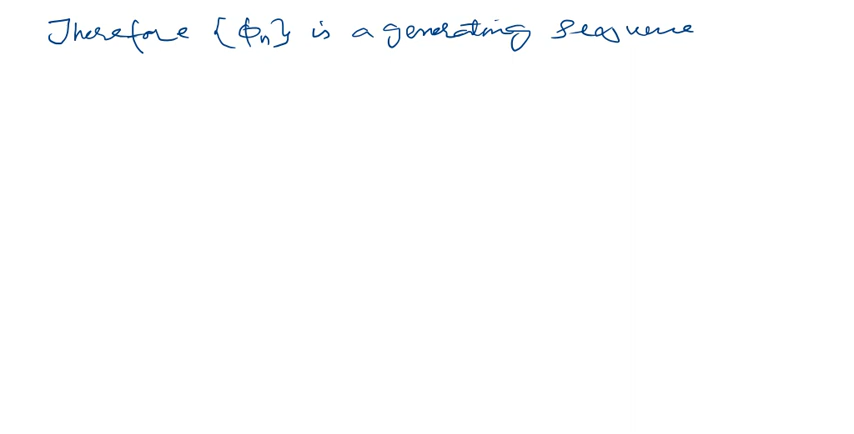 Therefore {ϕn} is a generating sequence